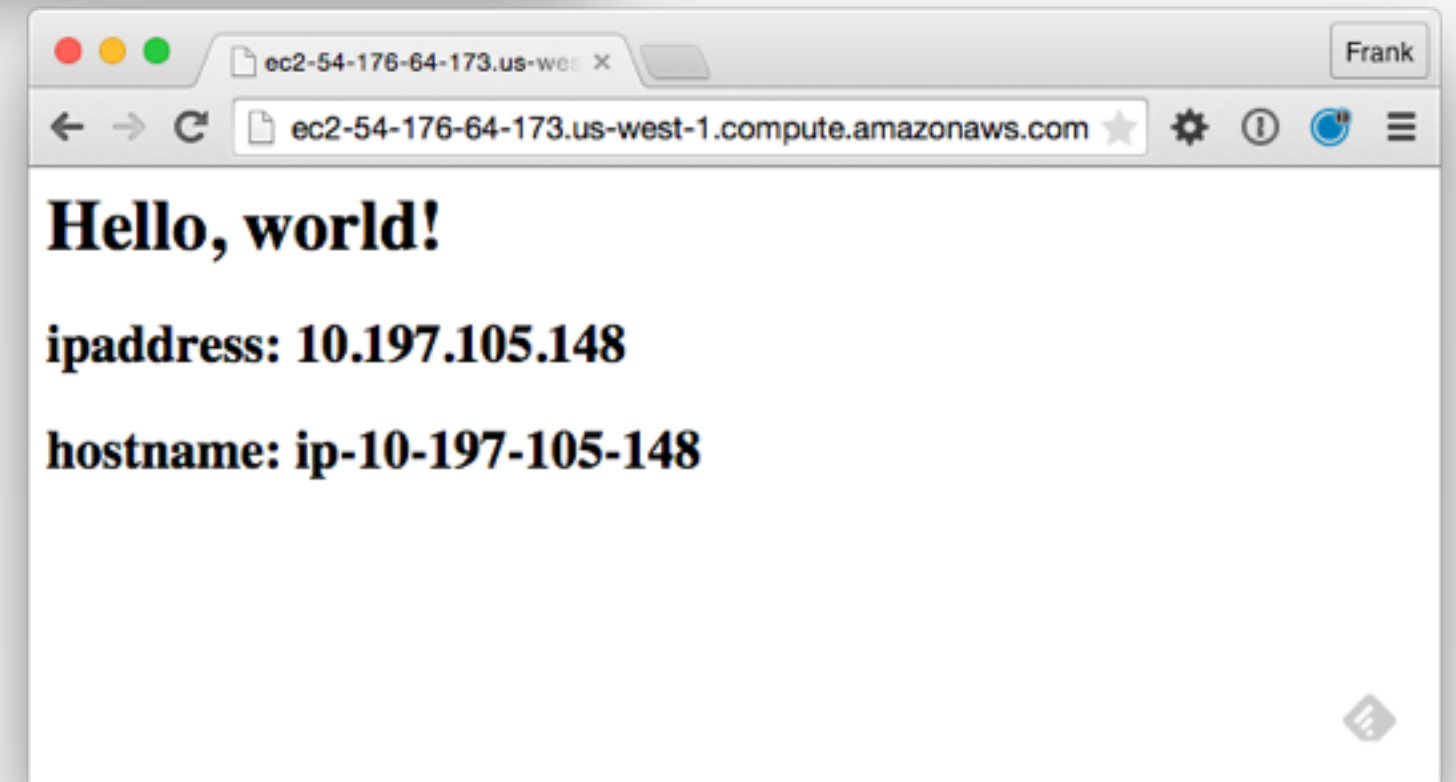 ec2-54-176-64-173.us-wes
Frank
ec2-54-176-64-173.us-west-1.compute.amazonaws.com
Hello, world!
ipaddress: 10.197.105.148
hostname: ip-10-197-105-148